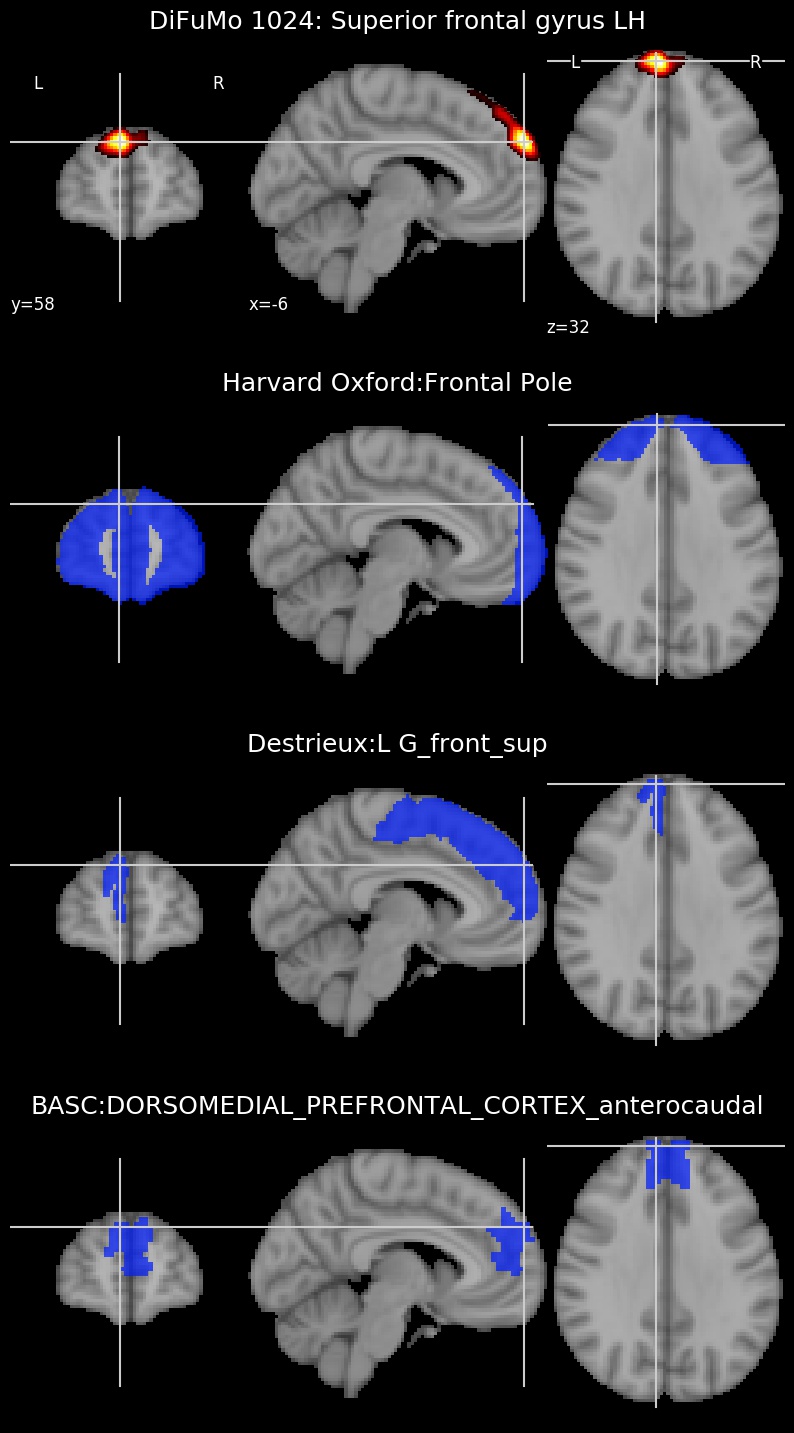 DiFuMo 1024: Superior frontal gyrus LH
L R
L R
y=58
x=-6
z=32
Harvard Oxford:Frontal Pole
Destrieux:L G_front_sup
BASC:DORSOMEDIAL_PREFRONTAL_CORTEX_anterocaudal